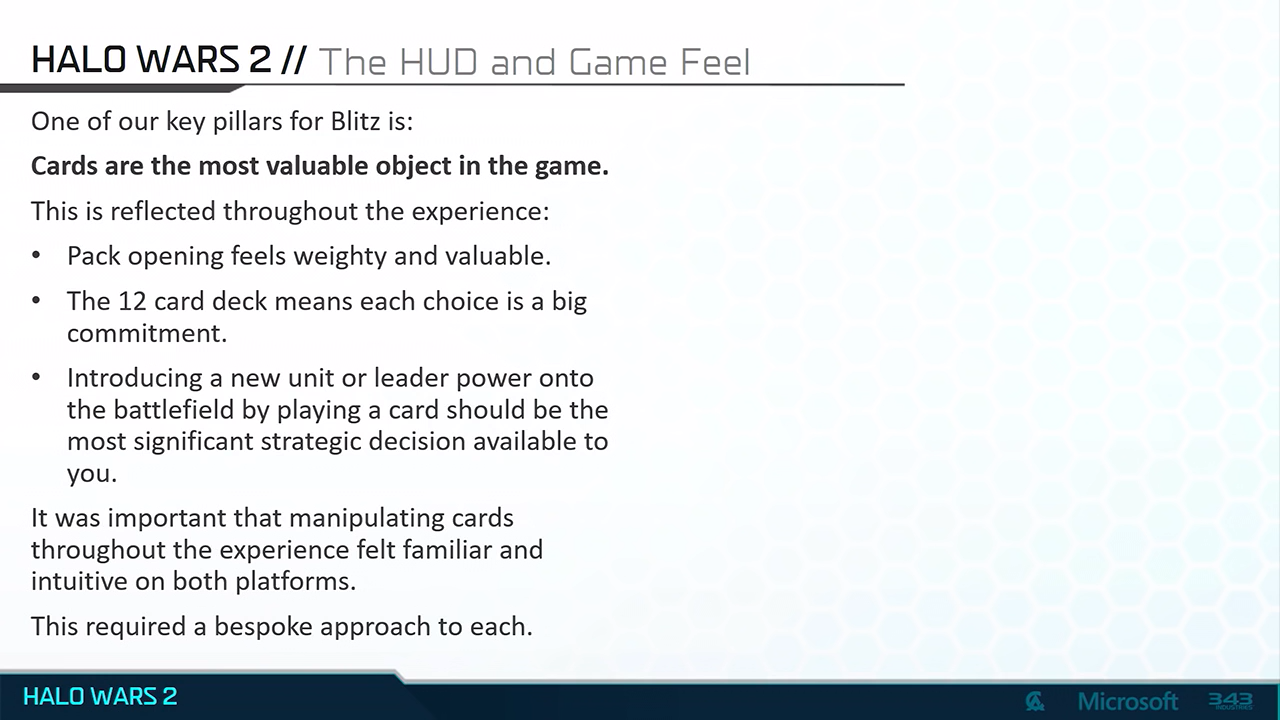 HALO WARS 2 // The HUD and Game Feel
One of our key pillars for Blitz is:
Cards are the most valuable object in the game.
This is reflected throughout the experience:
• Pack opening feels weighty and valuable.
• The 12 card deck means each choice is a big
commitment.
• Introducing a new unit or leader power onto
the battlefield by playing a card should be the
most significant strategic decision available to
you.
It was important that manipulating cards
throughout the experience felt familiar and
intuitive on both platforms.
This required a bespoke approach to each.
HALO WARS 2
Microsoft
343
INDUSTRIES